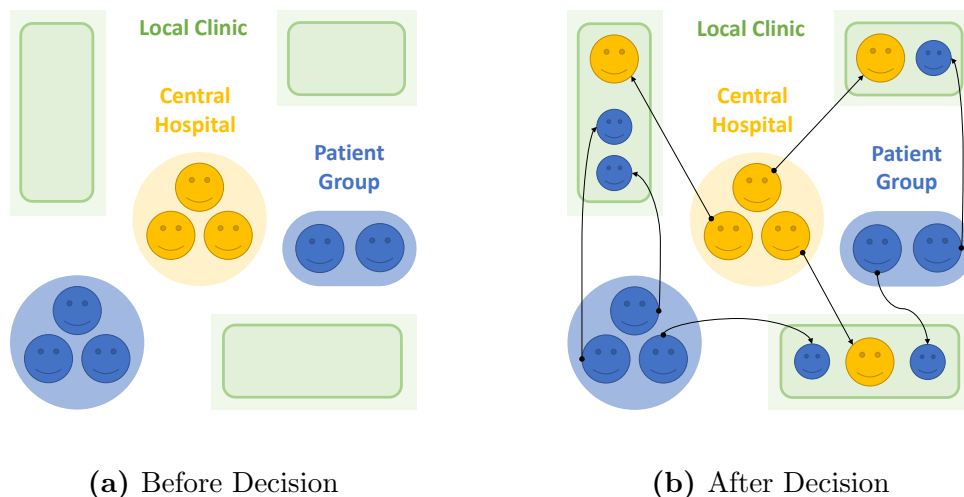 Local Clinic
Central
Hospital
Patient
Group
(a) Before Decision
Local Clinic
Central
Hospital
Patient
Group
(b) After Decision